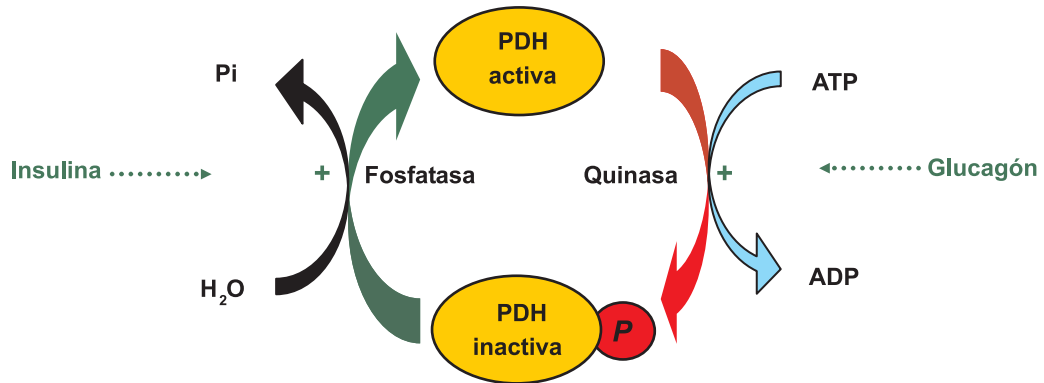 PDH
activa
Pi
ATP
Insulina
+
Fosfatasa
Quinasa
+
Glucagón
H₂O
ADP
PDH
inactiva
P